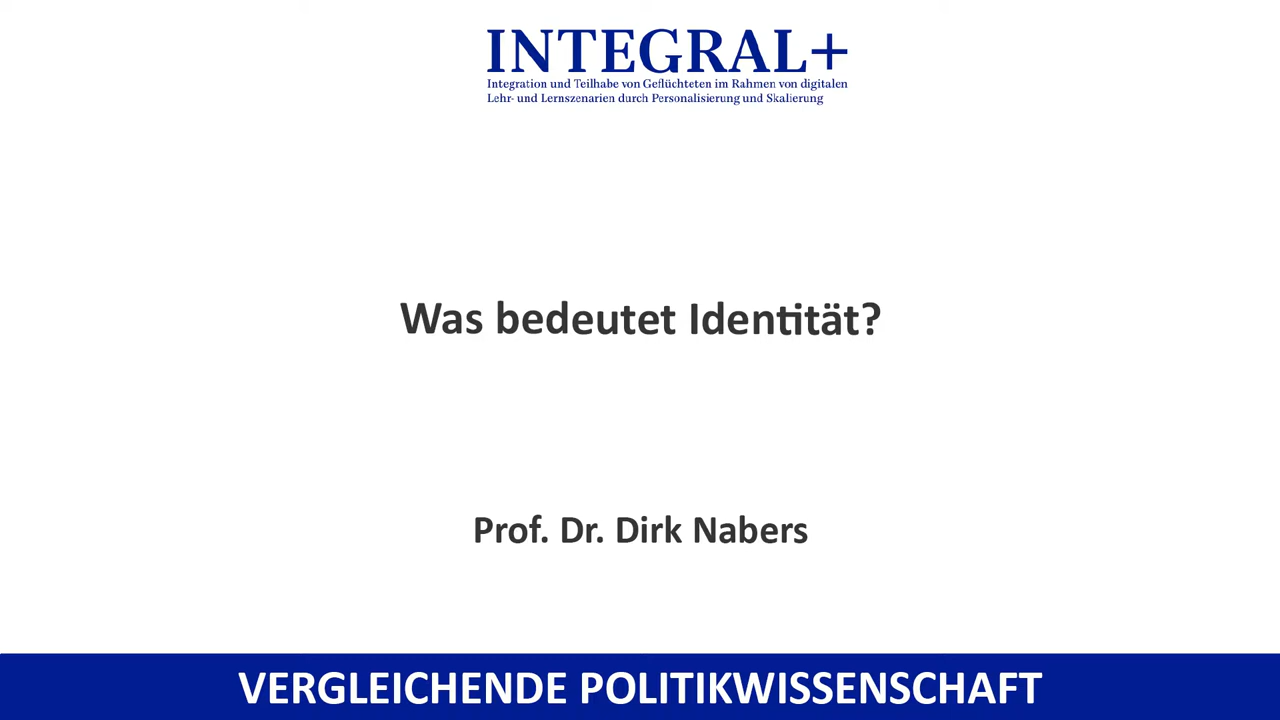 INTEGRAL+
Integration und Teilhabe von Geflüchteten im Rahmen von digitalen
Lehr- und Lernszenarien durch Personalisierung und Skalierung
Was bedeutet Identität?
Prof. Dr. Dirk Nabers
VERGLEICHENDE POLITIKWISSENSCHAFT